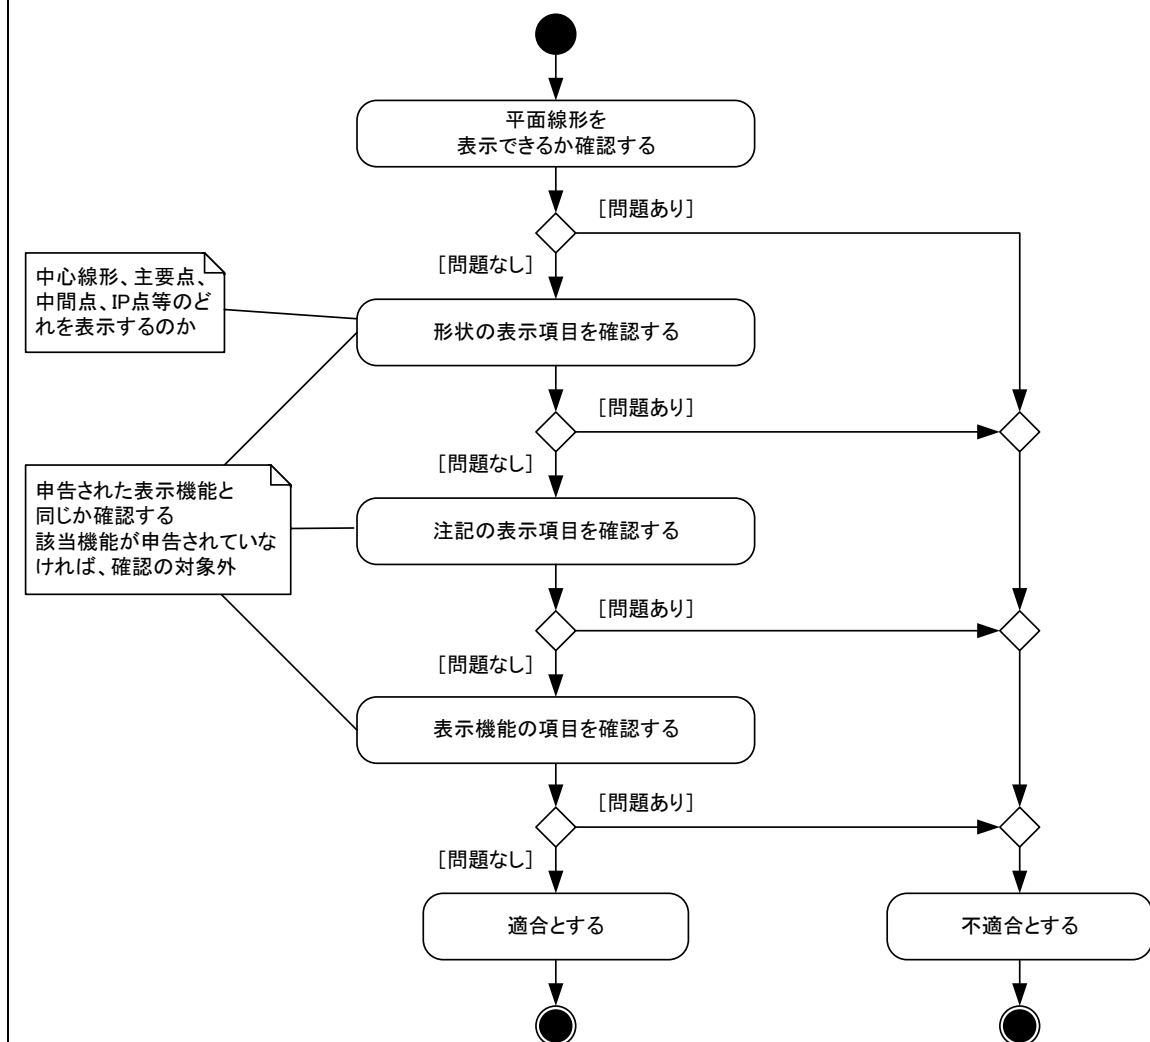 平面線形を
表示できるか確認する
［問題あり］
［問題なし］
中心線形、主要点、
中間点、IP点等のど
れを表示するのか
形状の表示項目を確認する
［問題あり］
［問題なし］
申告された表示機能と
同じか確認する
該当機能が申告されていな
ければ、確認の対象外
注記の表示項目を確認する
［問題あり］
［問題なし］
表示機能の項目を確認する
［問題あり］
［問題なし］
適合とする
不適合とする